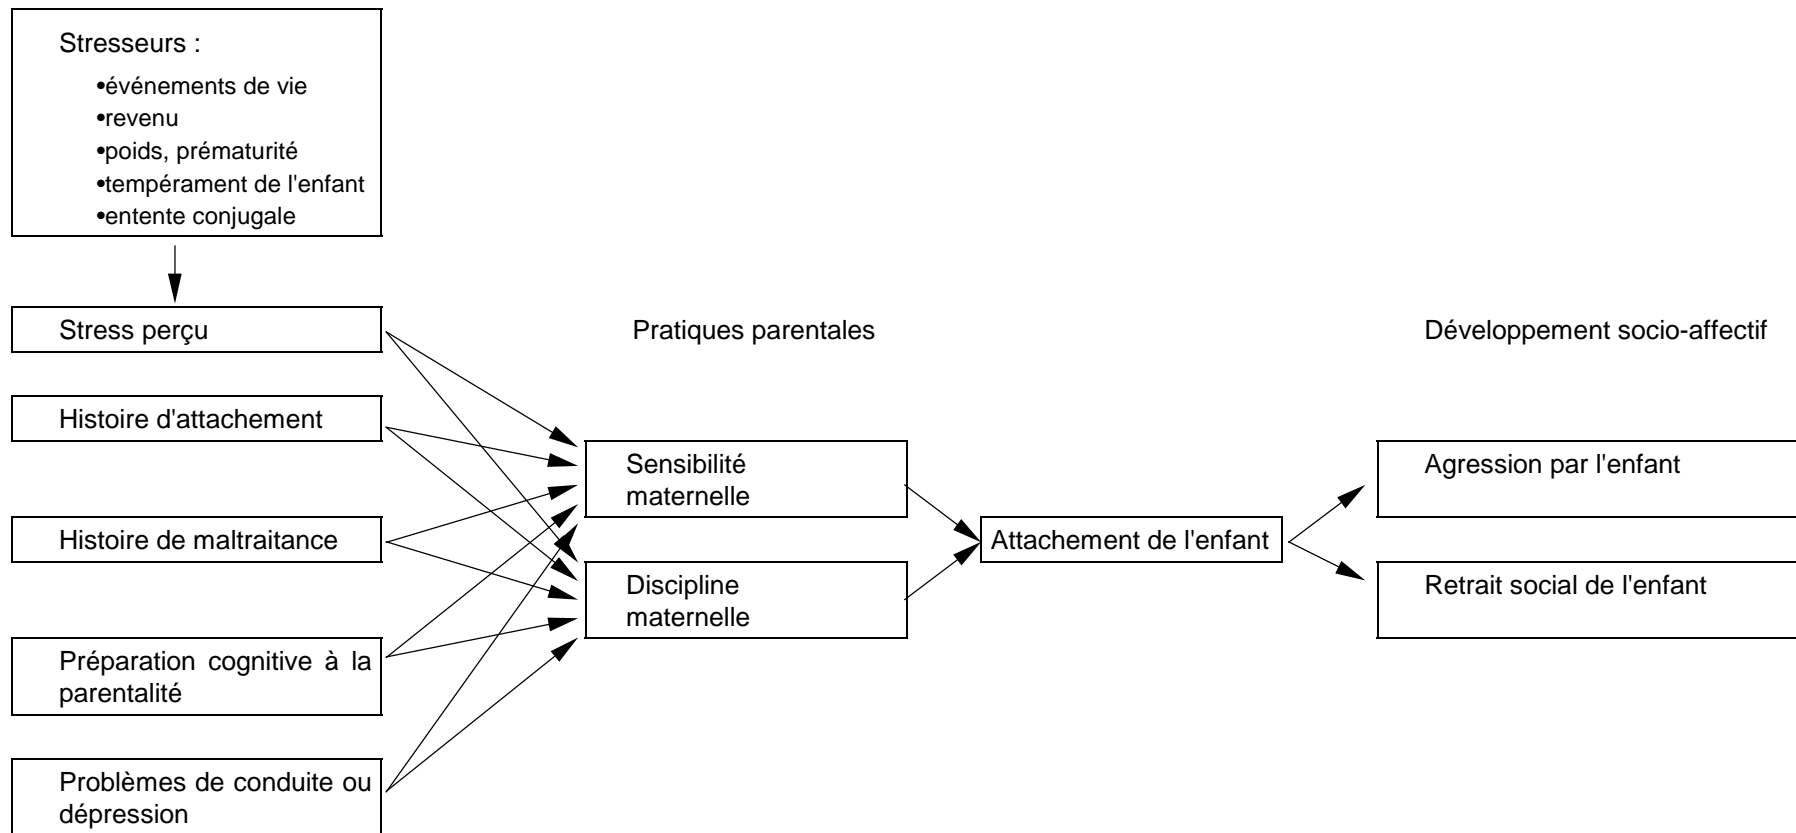 Stresseurs :
•événements de vie
•revenu
•poids, prématurité
•tempérament de l'enfant
•entente conjugale
Stress perçu
Pratiques parentales
Développement socio-affectif
Histoire d'attachement
Sensibilité
maternelle
Agression par l'enfant
Histoire de maltraitance
Attachement de l'enfant
Discipline
maternelle
Retrait social de l'enfant
Préparation cognitive à la
parentalité
Problèmes de conduite ou
dépression